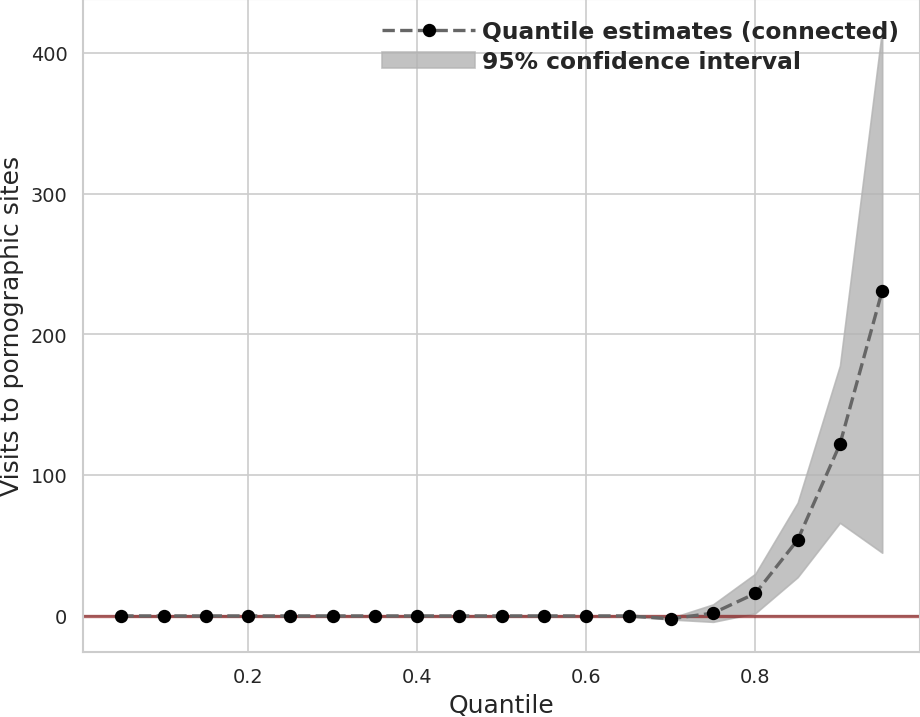 Quantile estimates (connected)
95% confidence interval
Visits to pornographic sites
400
300
200
100
0
0.2
0.4
0.6
0.8
Quantile